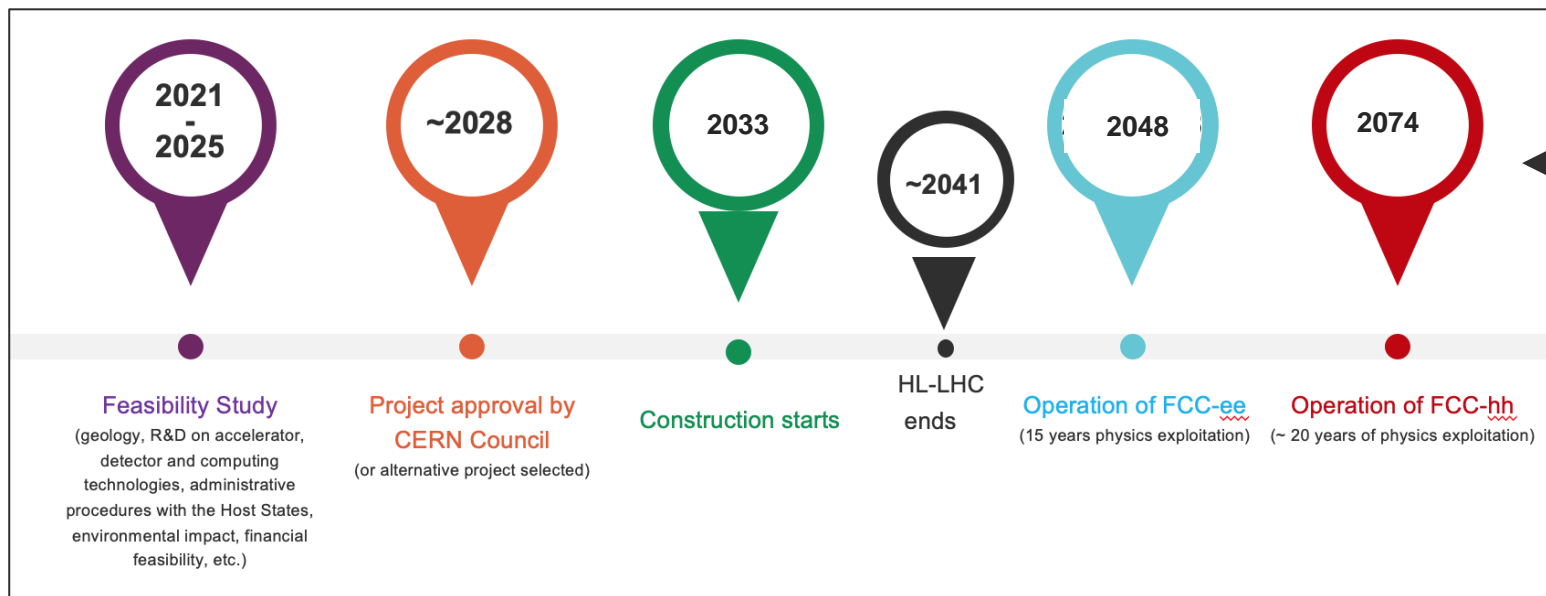 2021
-
2025
~2028
2033
~2041
2048
2074
Feasibility Study
(geology, R&D on accelerator,
detector and computing
technologies, administrative
procedures with the Host States,
environmental impact, financial
feasibility, etc.)
Project approval by
CERN Council
(or alternative project selected)
Construction starts
HL-LHC
ends
Operation of FCC-ee
(15 years physics exploitation)
Operation of FCC-hh
(~ 20 years of physics exploitation)